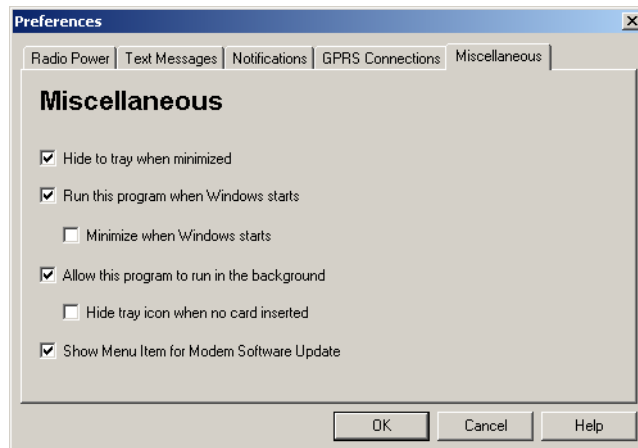 Preferences
Radio Power Text Messages Notifications GPRS Connections Miscellaneous
Miscellaneous
Hide to tray when minimized
Run this program when Windows starts
Minimize when Windows starts
Allow this program to run in the background
Hide tray icon when no card inserted
Show Menu Item for Modem Software Update
OK Cancel Help